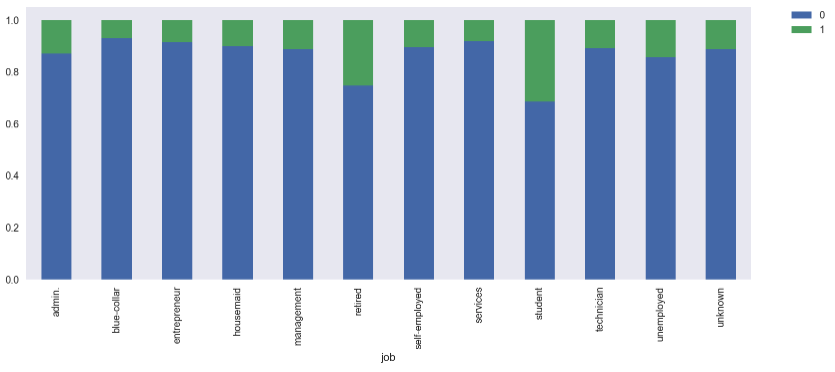 1.0
0.8
0.6
0.4
0.2
0.0
admin.
blue-collar
entrepreneur
housemaid
management
retired
self-employed
services
student
technician
unemployed
unknown
job
0
1